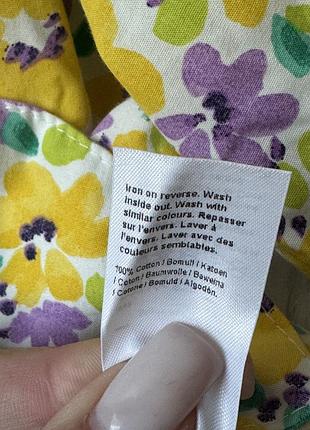 Iron on reverse. Wash
inside out. Wash with
similar colours. Repasser
sur l'envers. Laver à
l'envers. Laver avec des
couleurs semblables.
100% Cotton / Bomull / Katoen
/ Coton / Baumwolle / Bawełna
/ Cotone / Bomuld / Algodón.